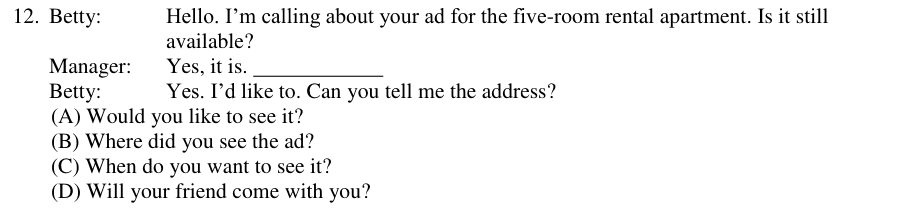 12. Betty: Hello. I’m calling about your ad for the five-room rental apartment. Is it still
available?
Manager: Yes, it is. ____________
Betty: Yes. I’d like to. Can you tell me the address?
(A) Would you like to see it?
(B) Where did you see the ad?
(C) When do you want to see it?
(D) Will your friend come with you?